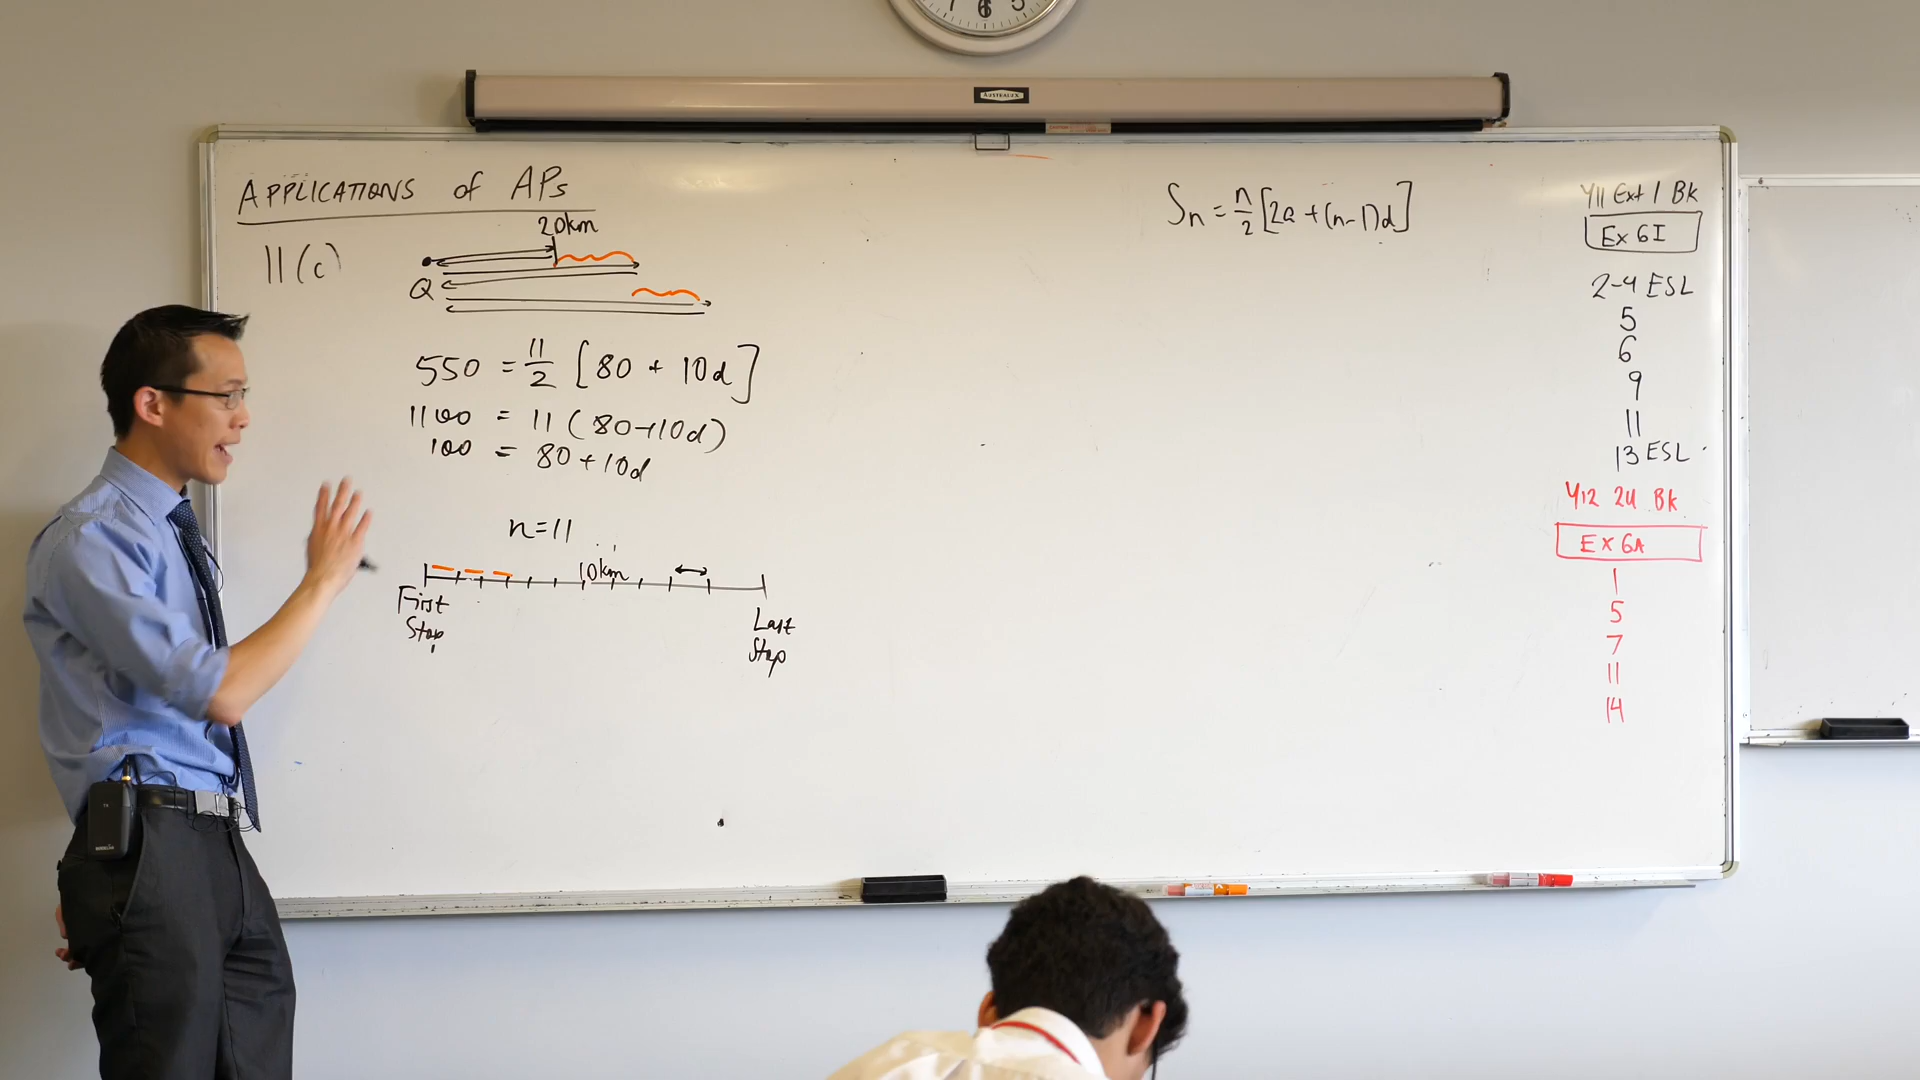 AUSTRALUX
APPLICATIONS of APs
11(c)
20km
Q
550 = 11/2 [80 + 10d]
1100 = 11(80+10d)
100 = 80+10d
n=11
10km
First
Stop
Last
Stop
Sn = n/2 [2a+(n-1)d]
Y11 Ext 1 Bk
Ex 6I
2-4 ESL
5
6
9
11
13 ESL
Y12 2U Bk
Ex 6A
1
5
7
11
14